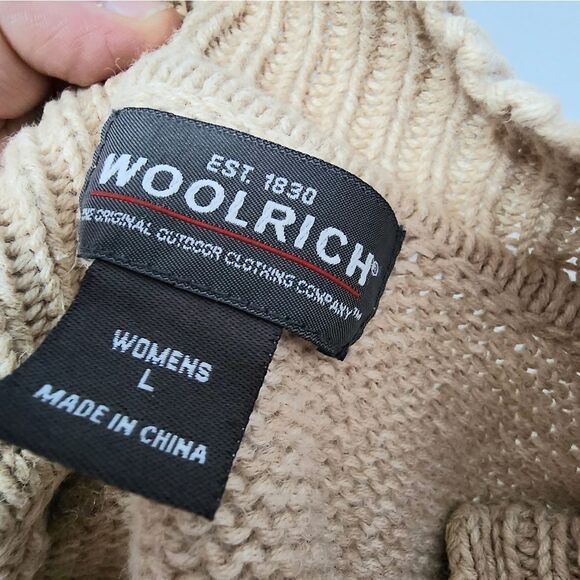 EST. 1830
WOOLRICH®
THE ORIGINAL OUTDOOR CLOTHING COMPANY™
WOMENS
L
MADE IN CHINA